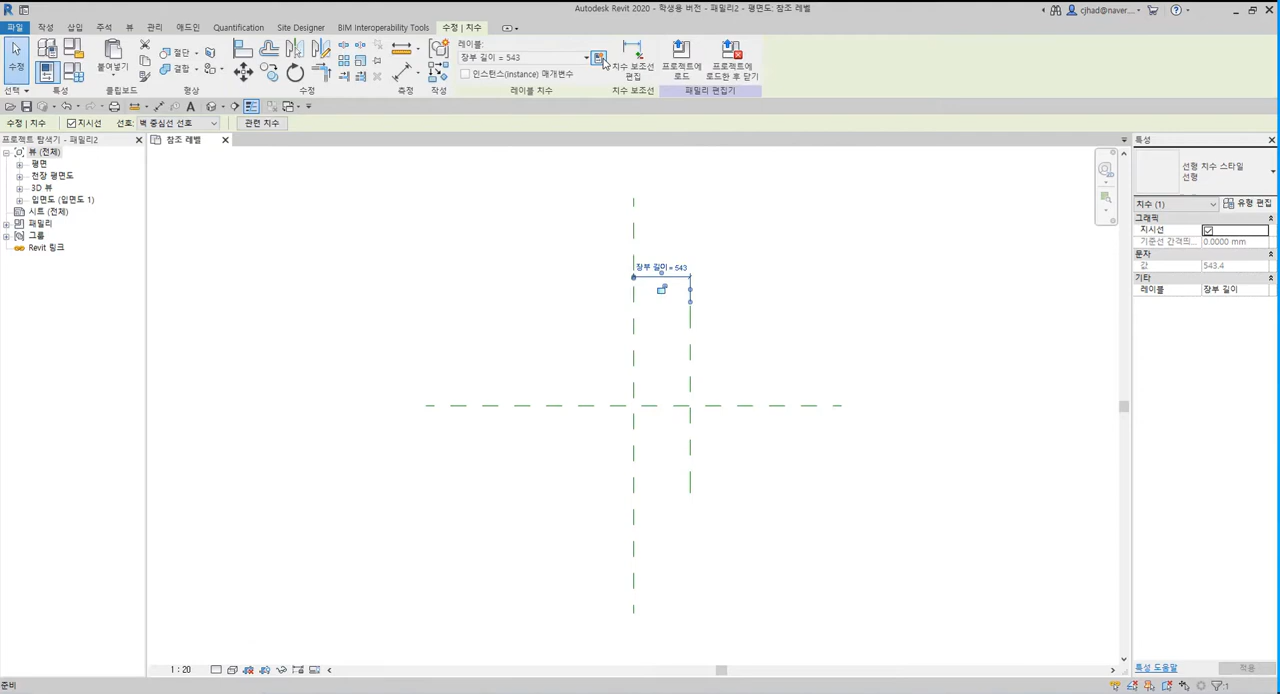 Autodesk Revit 2020 - 학생용 버전 - 패밀리2 - 평면도: 참조 레벨
cjhad@naver...
파일 작성 삽입 주석 뷰 관리 애드인 Quantification Site Designer BIM Interoperability Tools 수정 | 치수
수정
붙여넣기
절단
결합
레이블:
장부 길이 = 543
인스턴스(instance) 매개변수
치수 보조선
편집
프로젝트에
로드
프로젝트에
로드한 후 닫기
선택 특성 클립보드 형상 수정 측정 작성 레이블 치수 치수 보조선 패밀리 편집기
수정 | 치수 지시선 선호: 벽 중심선 선호 관련 치수
프로젝트 탐색기 - 패밀리2
뷰 (전체)
평면
천장 평면도
3D 뷰
입면도 (입면도 1)
시트 (전체)
패밀리
그룹
Revit 링크
참조 레벨
장부 길이 = 543
특성
선형 치수 스타일
선형
치수 (1) 유형 편집
그래픽
지시선
기준선 간격띄... 0.0000 mm
문자
값 543.4
기타
레이블 장부 길이
특성 도움말 적용
1 : 20
준비
:1